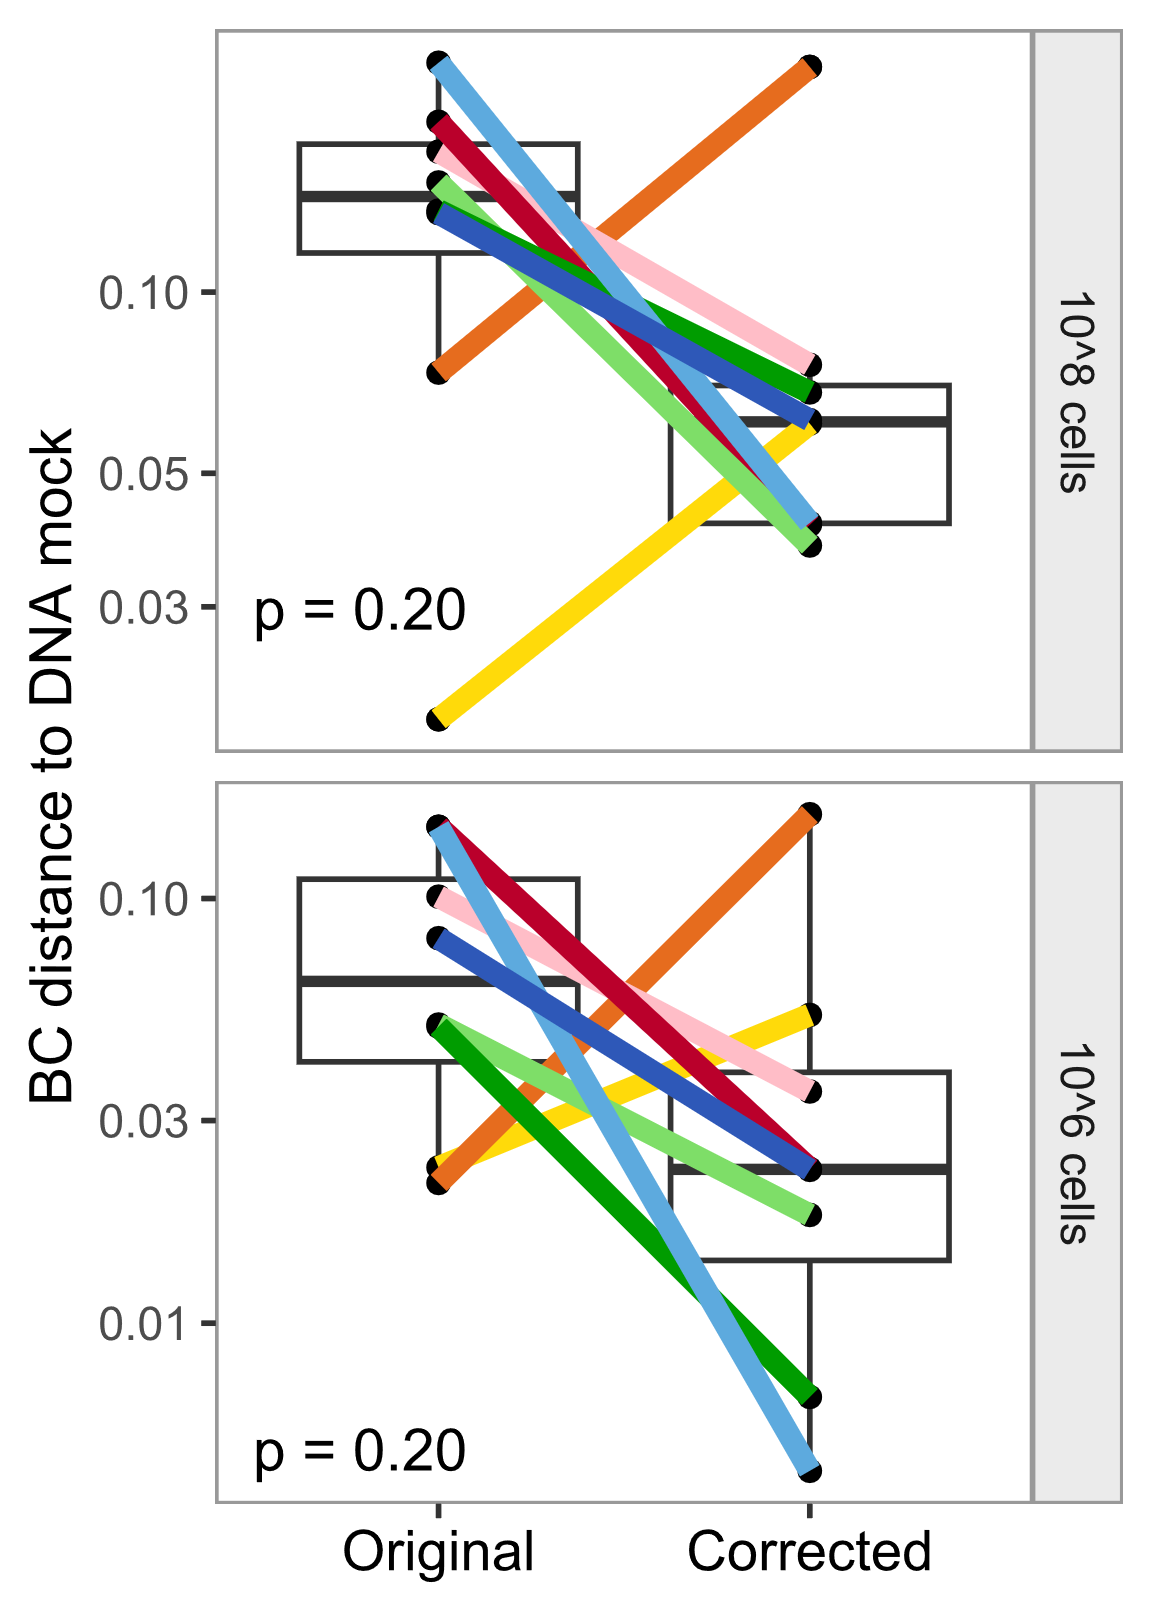 BC distance to DNA mock
0.10
0.05
0.03
p = 0.20
10^8 cells
0.10
0.03
0.01
p = 0.20
10^6 cells
Original
Corrected